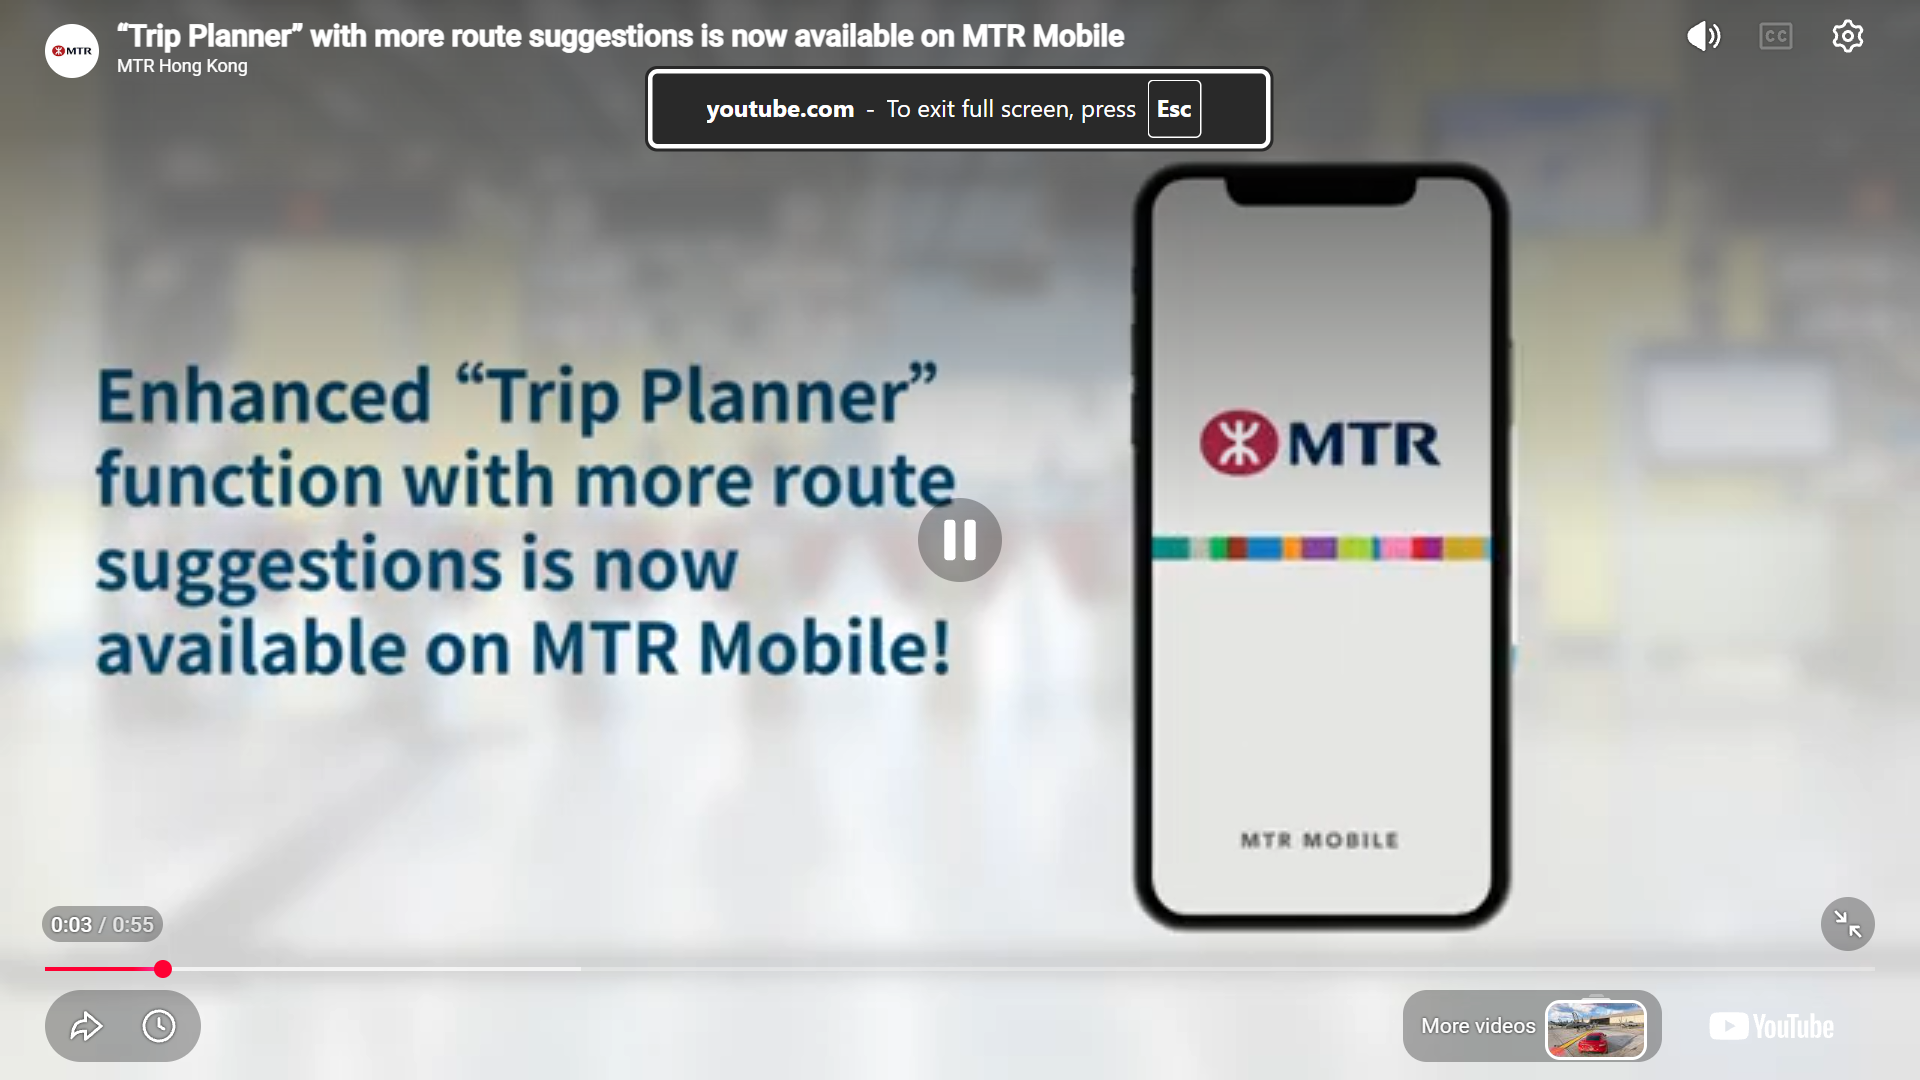 “Trip Planner” with more route suggestions is now available on MTR Mobile
MTR
MTR Hong Kong
CC
youtube.com - To exit full screen, press Esc
Enhanced “Trip Planner”
function with more route
suggestions is now
available on MTR Mobile!
MTR
MTR MOBILE
0:03 / 0:55
More videos
YouTube